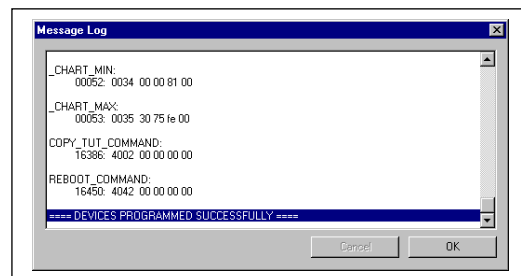 Message Log
_CHART_MIN:
00052: 0034 00 00 81 00
_CHART_MAX:
00053: 0035 30 75 fe 00
COPY_TUT_COMMAND:
16386: 4002 00 00 00 00
REBOOT_COMMAND:
16450: 4042 00 00 00 00
==== DEVICES PROGRAMMED SUCCESSFULLY ====
Cancel
OK